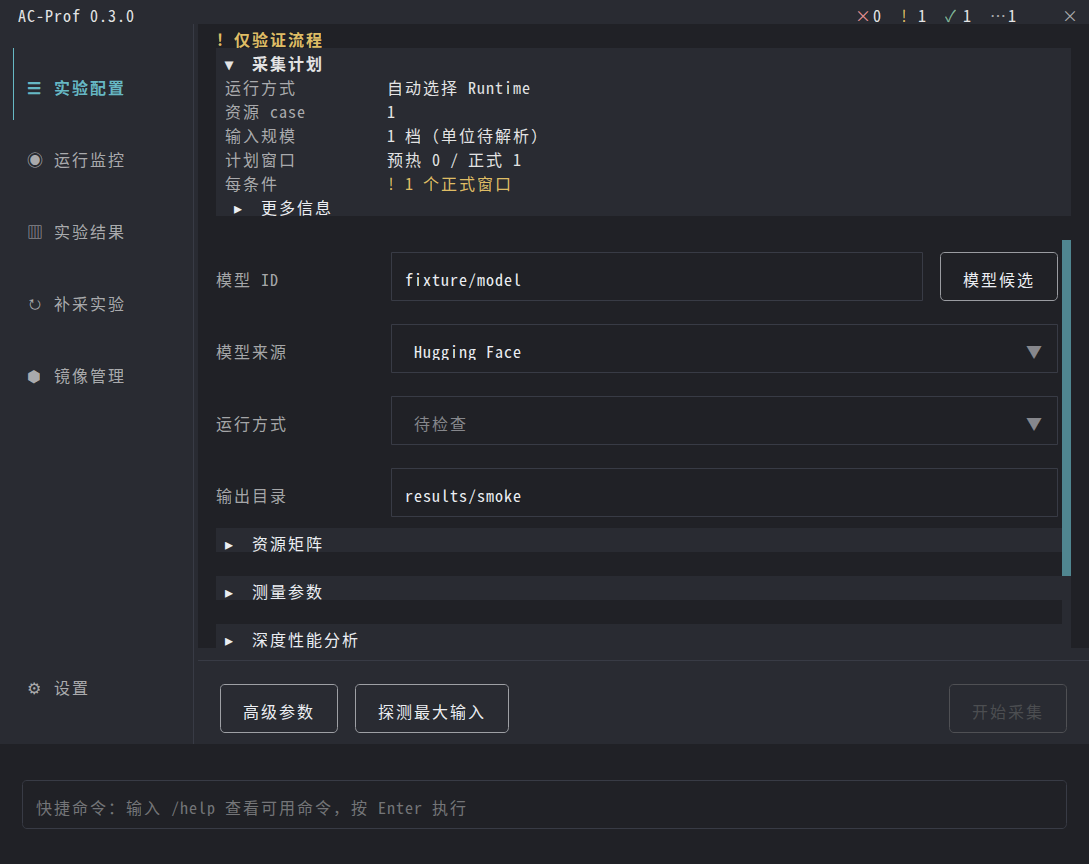 AC-Prof 0.3.0
×0 ! 1 ✓ 1 ⋯1 ×
! 仅验证流程
▼ 采集计划
运行方式 自动选择 Runtime
资源 case 1
输入规模 1 档（单位待解析）
计划窗口 预热 0 / 正式 1
每条件 ! 1 个正式窗口
▶ 更多信息
☰ 实验配置
◉ 运行监控
▥ 实验结果
↻ 补采实验
⬢ 镜像管理
⚙ 设置
模型 ID fixture/model 模型候选
模型来源 Hugging Face ▼
运行方式 待检查 ▼
输出目录 results/smoke
▶ 资源矩阵
▶ 测量参数
▶ 深度性能分析
高级参数 探测最大输入 开始采集
快捷命令: 输入 /help 查看可用命令, 按 Enter 执行